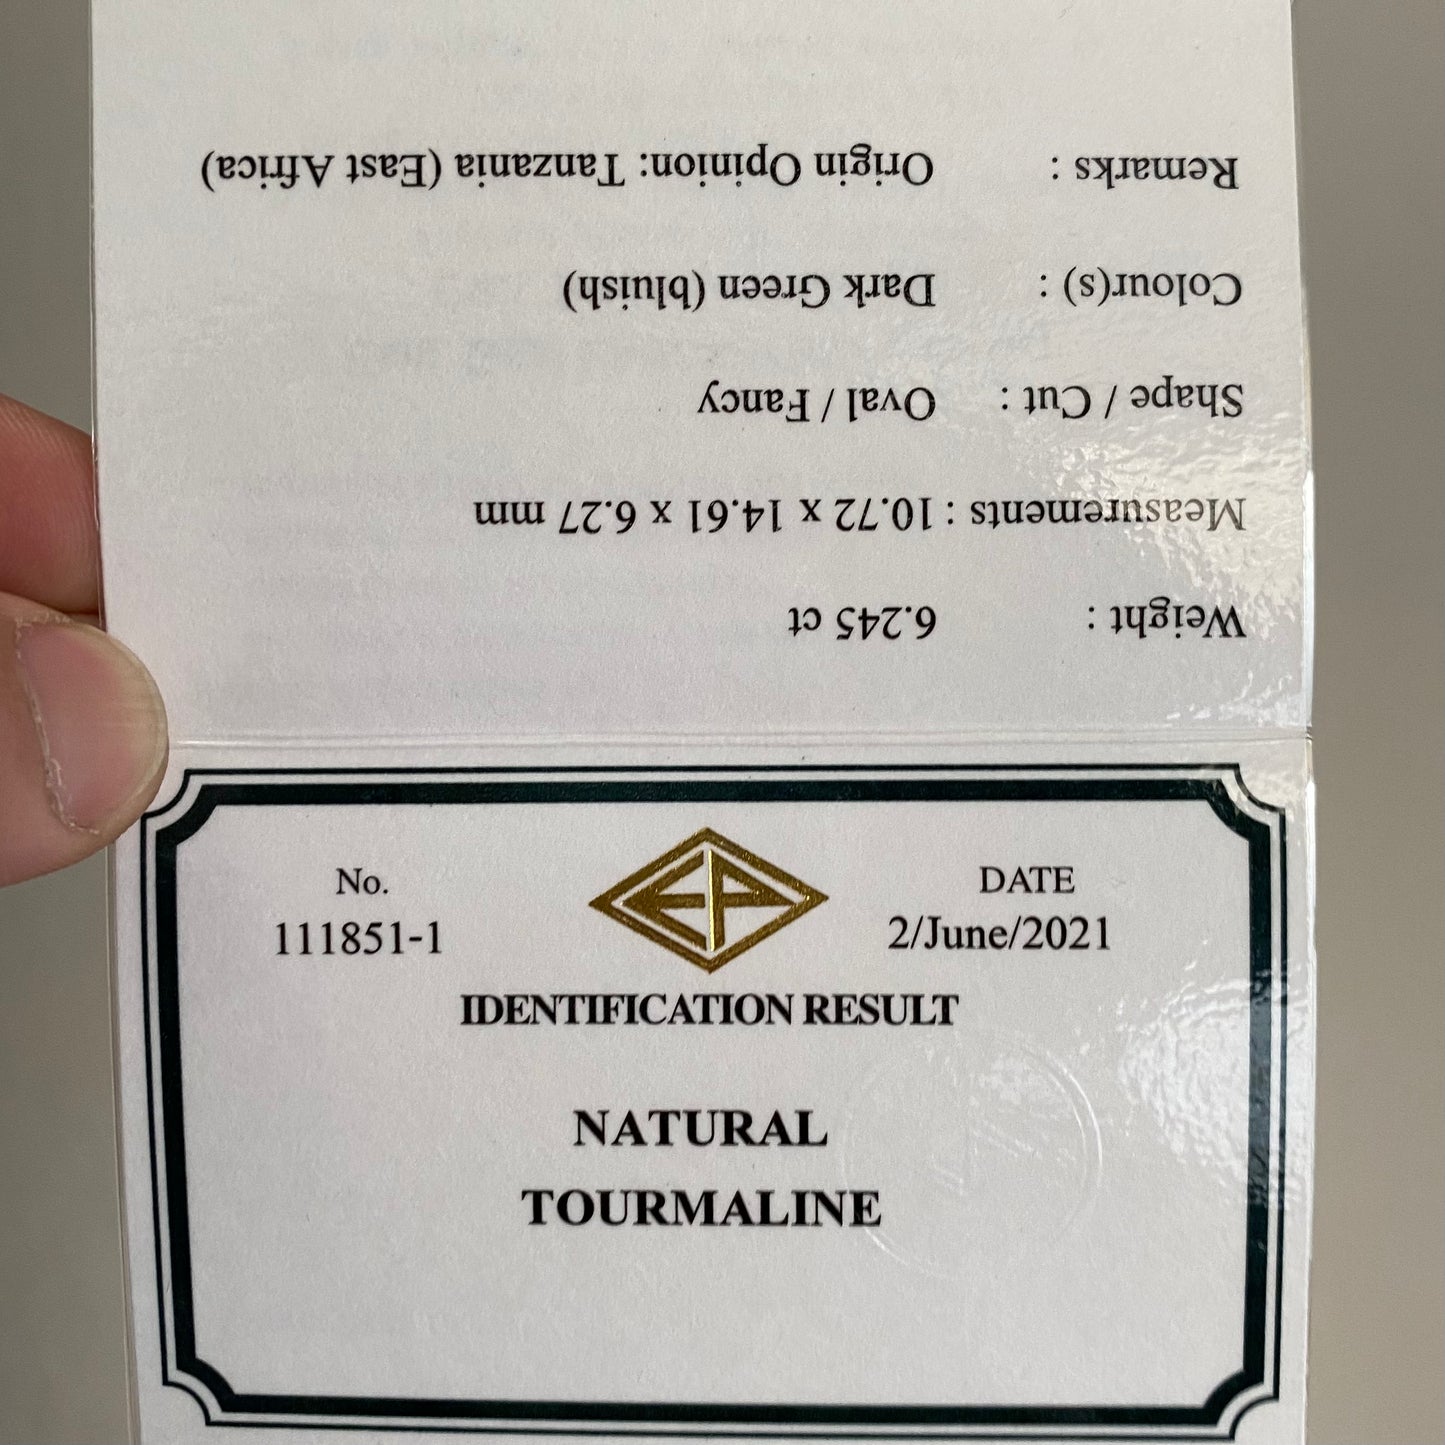 Weight : 6.245 ct
Measurements : 10.72 x 14.61 x 6.27 mm
Shape / Cut : Oval / Fancy
Colour(s) : Dark Green (bluish)
Remarks : Origin Opinion: Tanzania (East Africa)
No. DATE
111851-1 2/June/2021
IDENTIFICATION RESULT
NATURAL
TOURMALINE